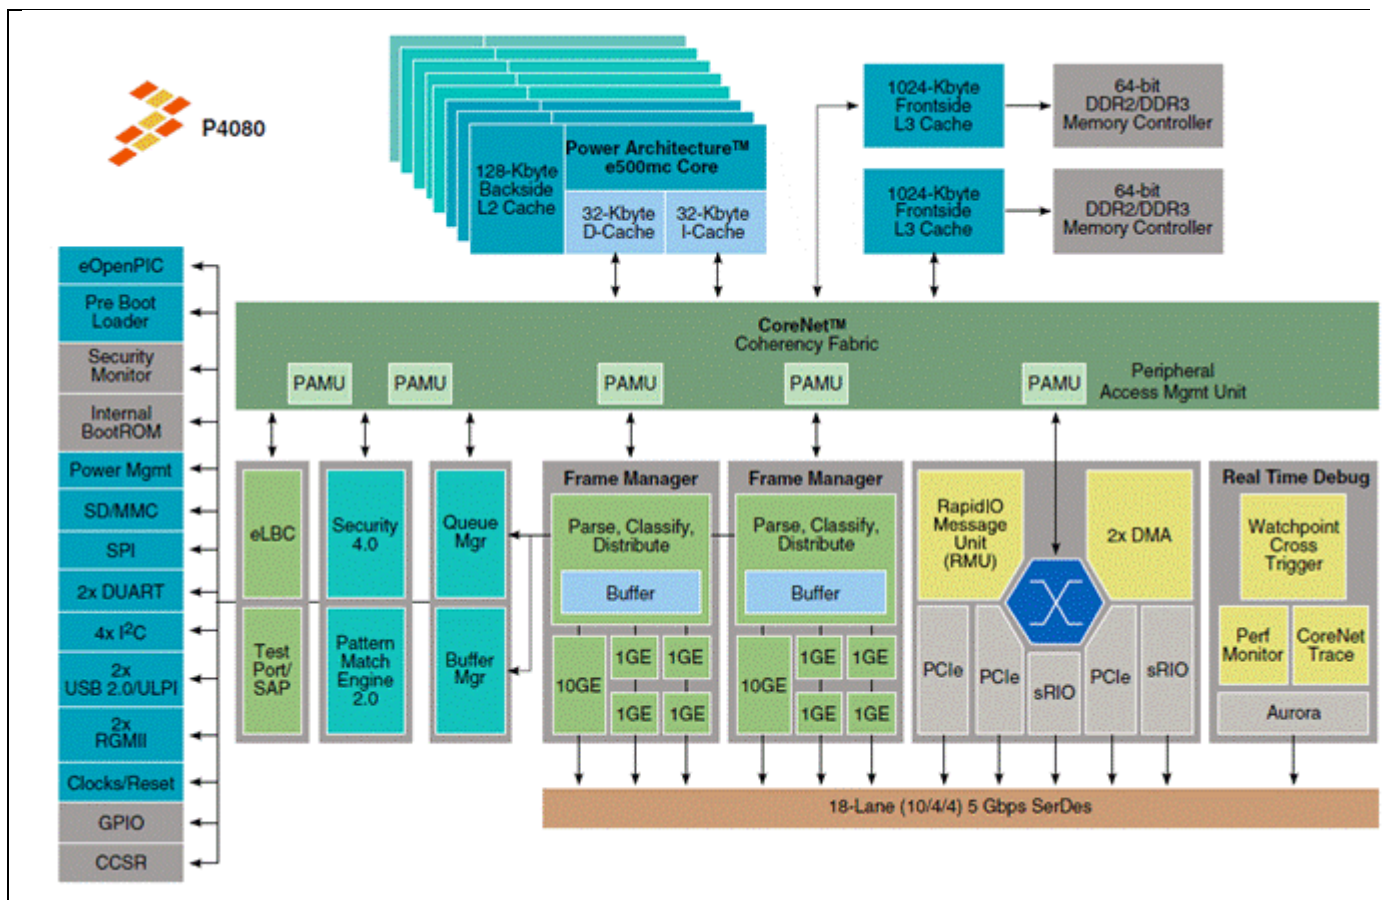 P4080
128-Kbyte
Backside
L2 Cache
Power Architecture™
e500mc Core
32-Kbyte
D-Cache
32-Kbyte
I-Cache
1024-Kbyte
Frontside
L3 Cache
64-bit
DDR2/DDR3
Memory Controller
1024-Kbyte
Frontside
L3 Cache
64-bit
DDR2/DDR3
Memory Controller
eOpenPIC
Pre Boot
Loader
Security
Monitor
Internal
BootROM
Power Mgmt
SD/MMC
SPI
2x DUART
4x I²C
2x
USB 2.0/ULPI
2x
RGMII
Clocks/Reset
GPIO
CCSR
CoreNet™
Coherency Fabric
PAMU
PAMU
PAMU
PAMU
PAMU
Peripheral
Access Mgmt Unit
eLBC
Test
Port/
SAP
Security
4.0
Pattern
Match
Engine
2.0
Queue
Mgr
Buffer
Mgr
Frame Manager
Parse, Classify,
Distribute
Buffer
10GE
1GE
1GE
1GE
1GE
Frame Manager
Parse, Classify,
Distribute
Buffer
10GE
1GE
1GE
1GE
1GE
RapidIO
Message
Unit
(RMU)
2x DMA
PCIe
PCIe
sRIO
PCIe
sRIO
Real Time Debug
Watchpoint
Cross
Trigger
Perf
Monitor
CoreNet
Trace
Aurora
18-Lane (10/4/4) 5 Gbps SerDes